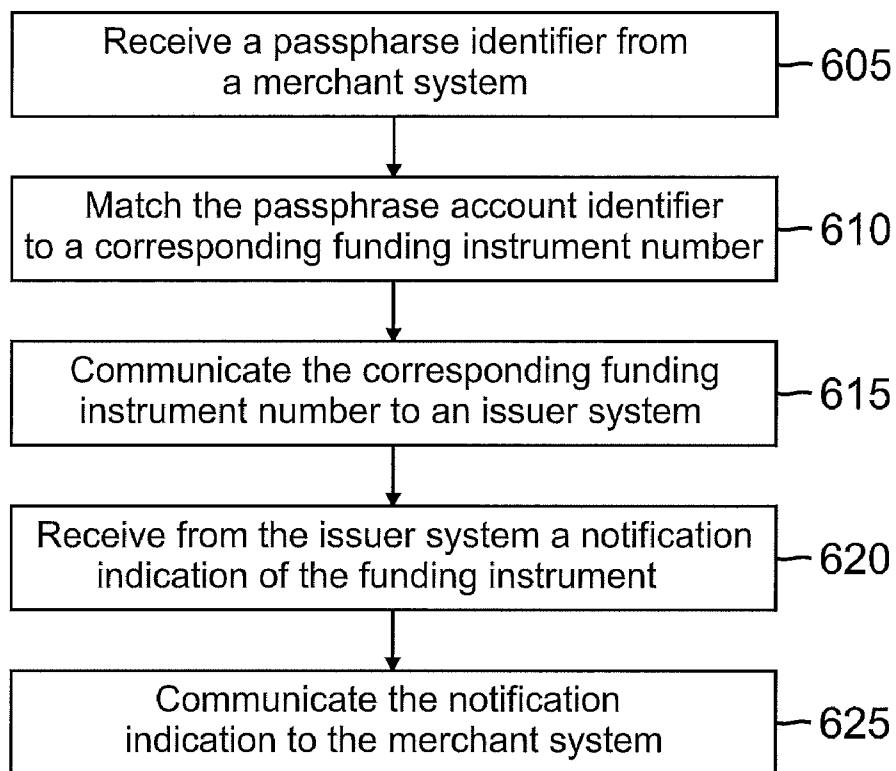 Receive a passpharse identifier from
a merchant system
605
Match the passphrase account identifier
to a corresponding funding instrument number
610
Communicate the corresponding funding
instrument number to an issuer system
615
Receive from the issuer system a notification
indication of the funding instrument
620
Communicate the notification
indication to the merchant system
625